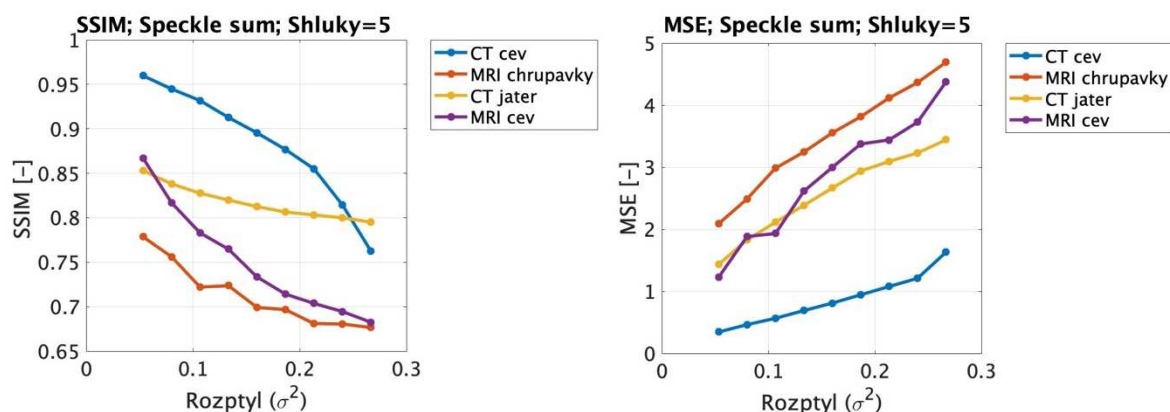 SSIM; Speckle sum; Shluky=5
1
0.95
0.9
0.85
0.8
0.75
0.7
0.65
SSIM [–]
0
0.1
0.2
0.3
Rozptyl (σ²)
CT cev
MRI chrupavky
CT jater
MRI cev
MSE; Speckle sum; Shluky=5
5
4
3
2
1
0
MSE [–]
0
0.1
0.2
0.3
Rozptyl (σ²)
CT cev
MRI chrupavky
CT jater
MRI cev